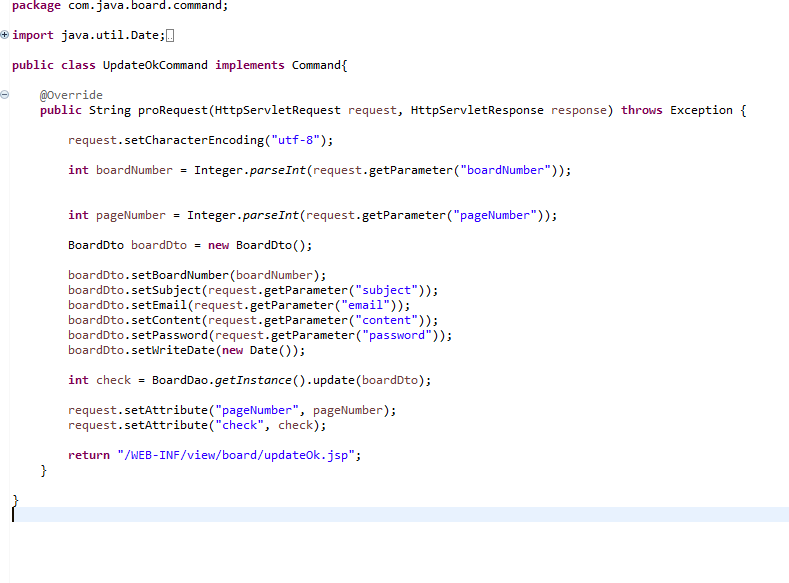 package com.java.board.command;
import java.util.Date;
public class UpdateOkCommand implements Command{
@Override
public String proRequest(HttpServletRequest request, HttpServletResponse response) throws Exception {
request.setCharacterEncoding("utf-8");
int boardNumber = Integer.parseInt(request.getParameter("boardNumber"));
int pageNumber = Integer.parseInt(request.getParameter("pageNumber"));
BoardDto boardDto = new BoardDto();
boardDto.setBoardNumber(boardNumber);
boardDto.setSubject(request.getParameter("subject"));
boardDto.setEmail(request.getParameter("email"));
boardDto.setContent(request.getParameter("content"));
boardDto.setPassword(request.getParameter("password"));
boardDto.setWriteDate(new Date());
int check = BoardDao.getInstance().update(boardDto);
request.setAttribute("pageNumber", pageNumber);
request.setAttribute("check", check);
return "/WEB-INF/view/board/updateOk.jsp";
}
}